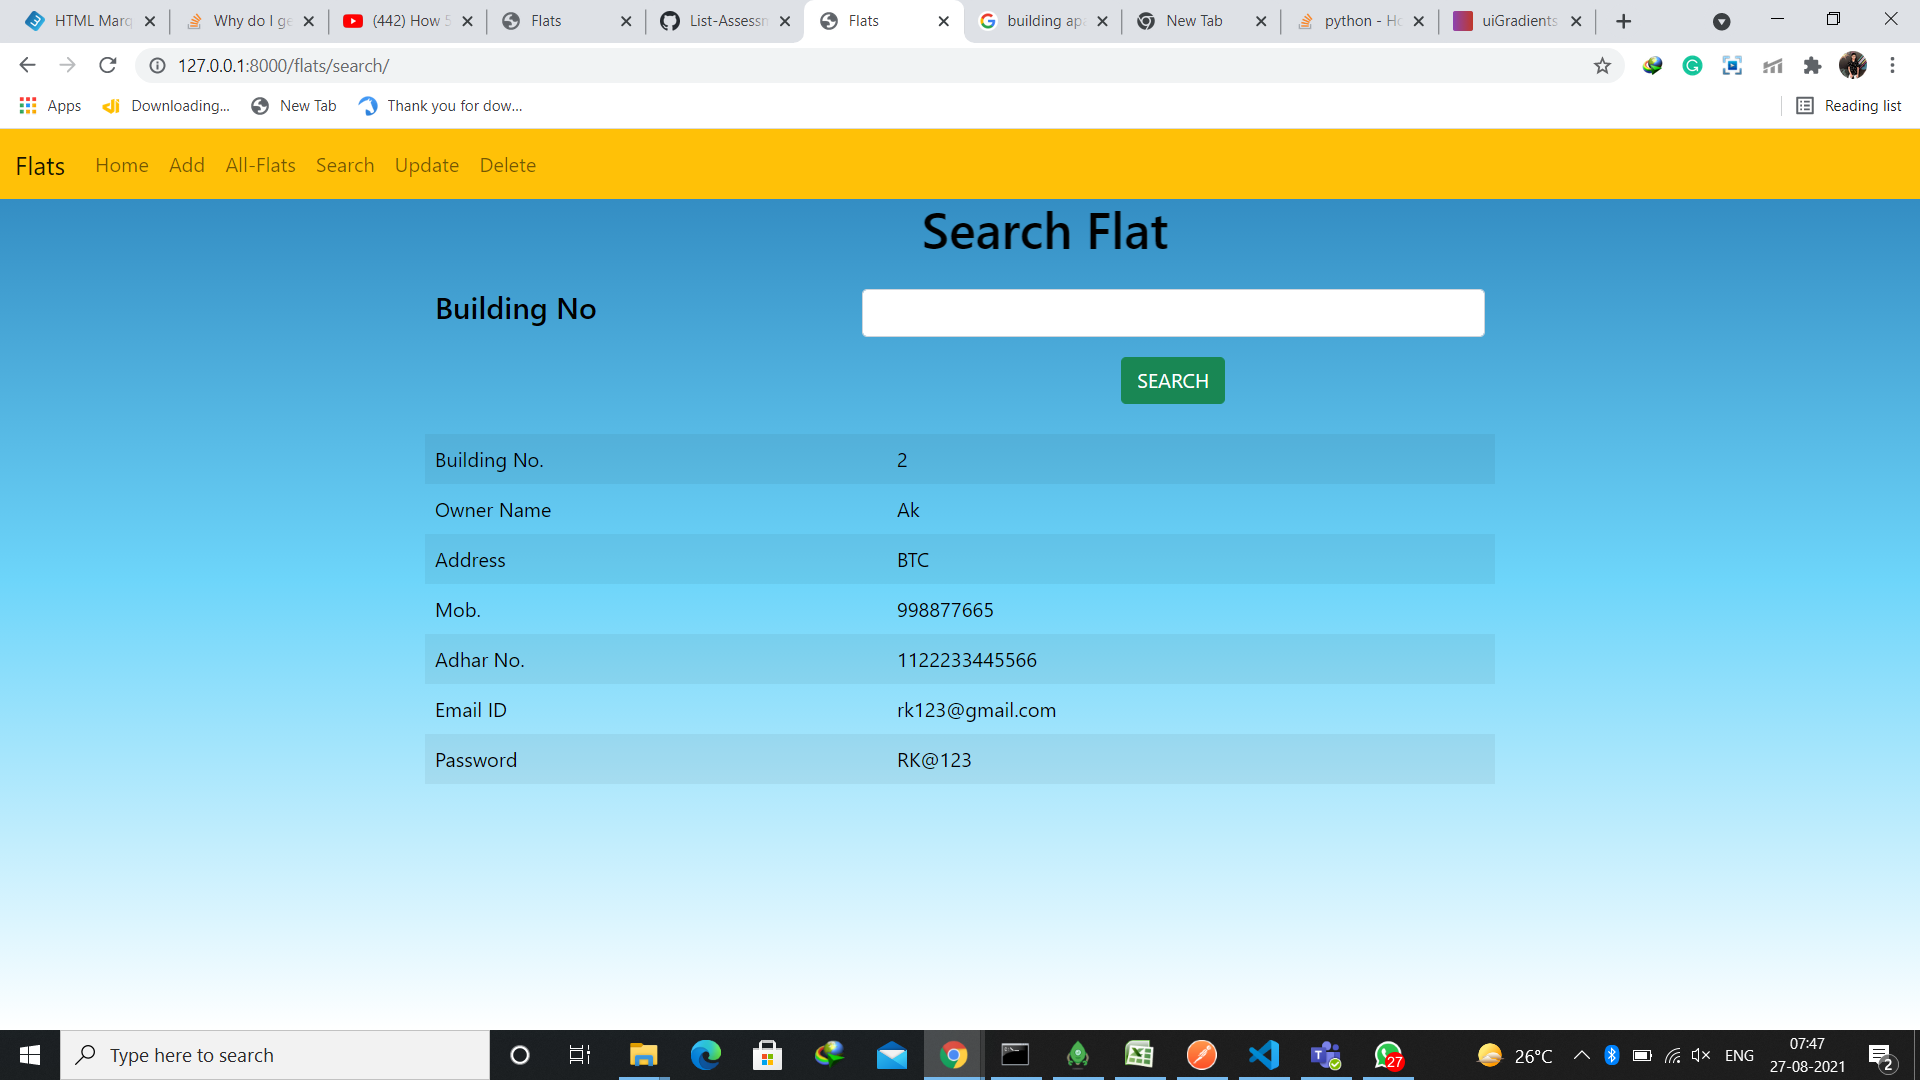 HTML Marq
Why do I ge
(442) How 5
Flats
List-Assessm
Flats
building apa
New Tab
python - Ho
uiGradients
127.0.0.1:8000/flats/search/
Apps
Downloading...
New Tab
Thank you for dow...
Reading list
Flats Home Add All-Flats Search Update Delete
Search Flat
Building No
SEARCH
Building No. 2
Owner Name Ak
Address BTC
Mob. 998877665
Adhar No. 1122233445566
Email ID rk123@gmail.com
Password RK@123
Type here to search
27
26°C
ENG
07:47
27-08-2021
2